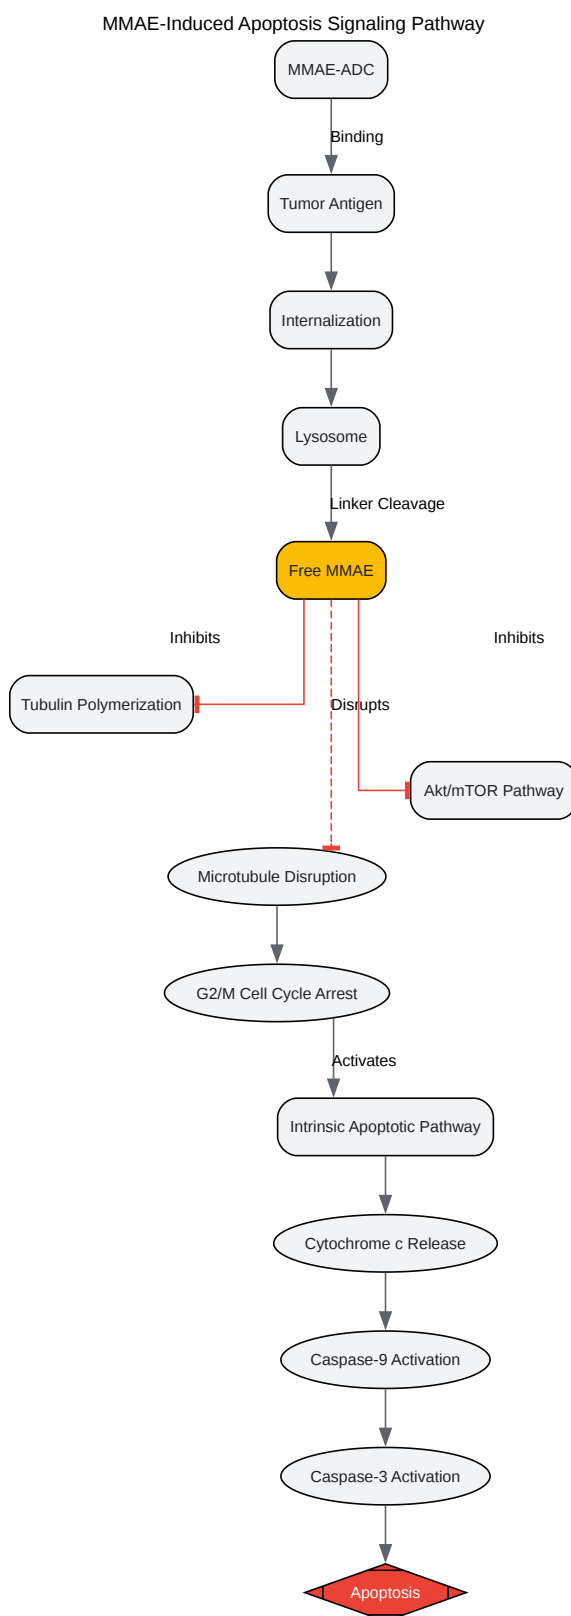 MMAE-Induced Apoptosis Signaling Pathway
MMAE-ADC
Binding
Tumor Antigen
Internalization
Lysosome
Linker Cleavage
Free MMAE
Inhibits
Inhibits
Tubulin Polymerization
Disrupts
Akt/mTOR Pathway
Microtubule Disruption
G2/M Cell Cycle Arrest
Activates
Intrinsic Apoptotic Pathway
Cytochrome c Release
Caspase-9 Activation
Caspase-3 Activation
Apoptosis